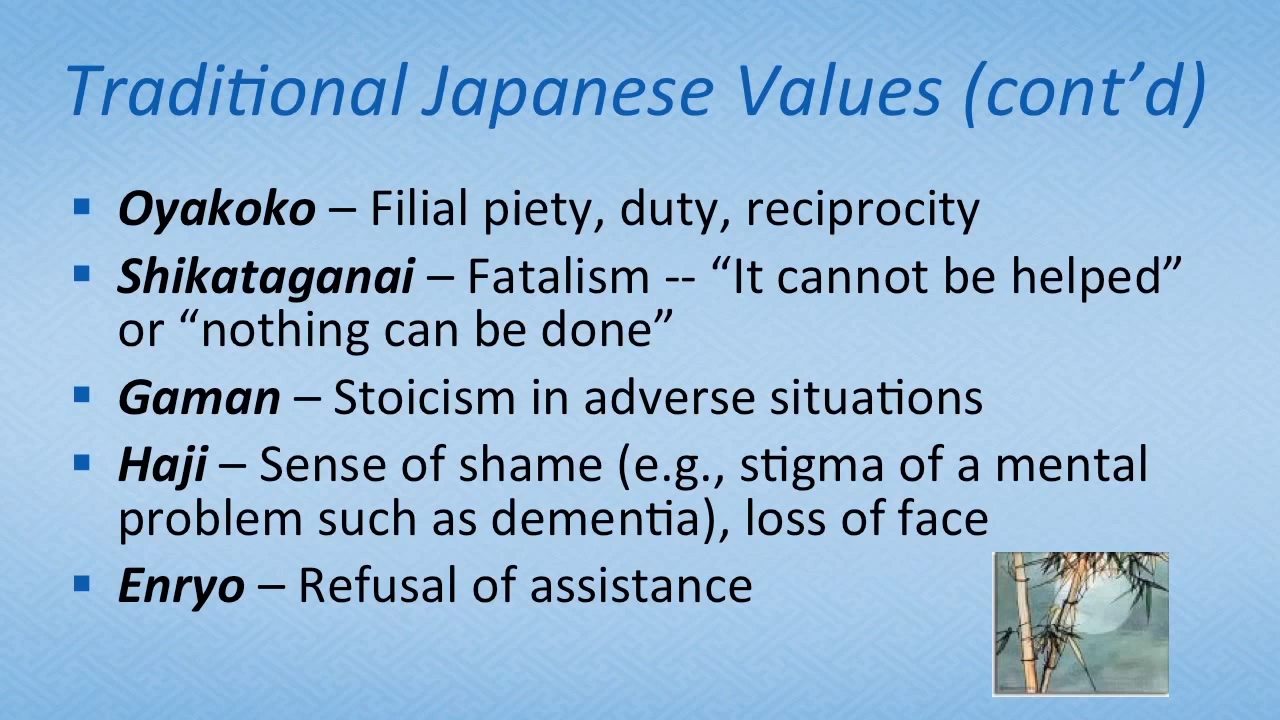 Traditional Japanese Values (cont’d)
▪ Oyakoko – Filial piety, duty, reciprocity
▪ Shikataganai – Fatalism -- “It cannot be helped”
or “nothing can be done”
▪ Gaman – Stoicism in adverse situations
▪ Haji – Sense of shame (e.g., stigma of a mental
problem such as dementia), loss of face
▪ Enryo – Refusal of assistance